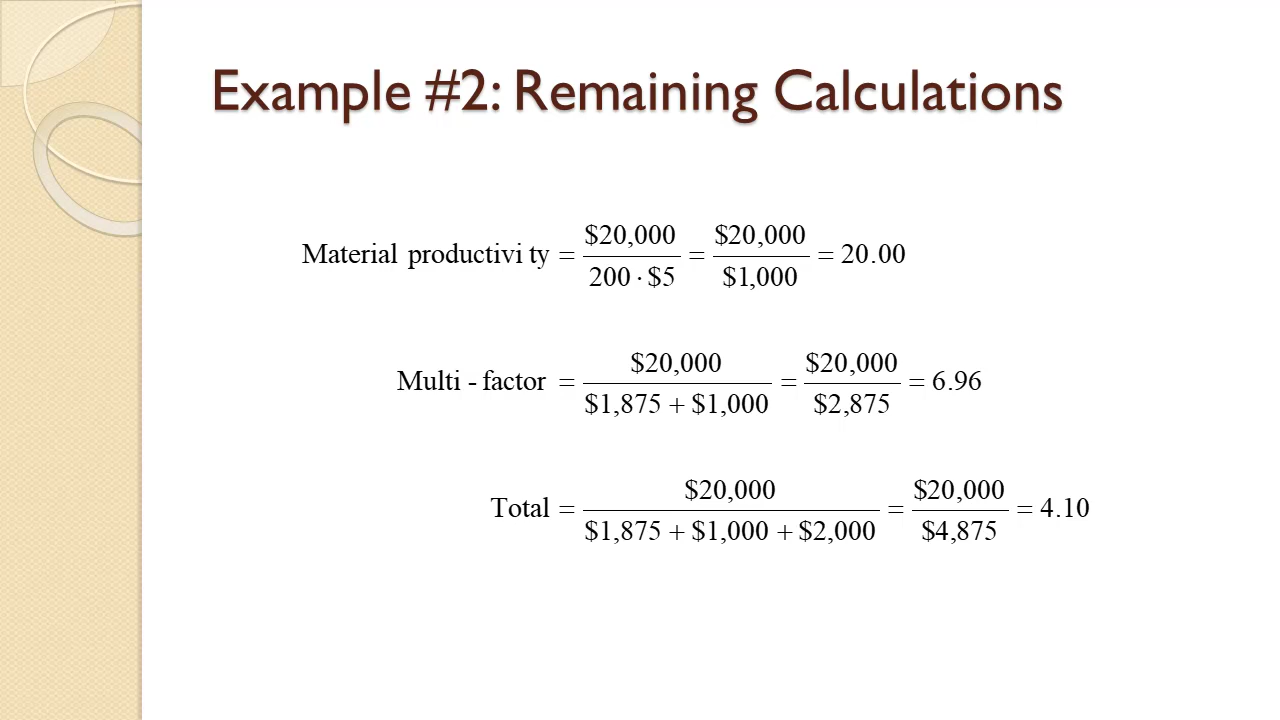 Example #2: Remaining Calculations
Material productivi ty = $20,000 / 200 · $5 = $20,000 / $1,000 = 20.00
Multi - factor = $20,000 / $1,875 + $1,000 = $20,000 / $2,875 = 6.96
Total = $20,000 / $1,875 + $1,000 + $2,000 = $20,000 / $4,875 = 4.10